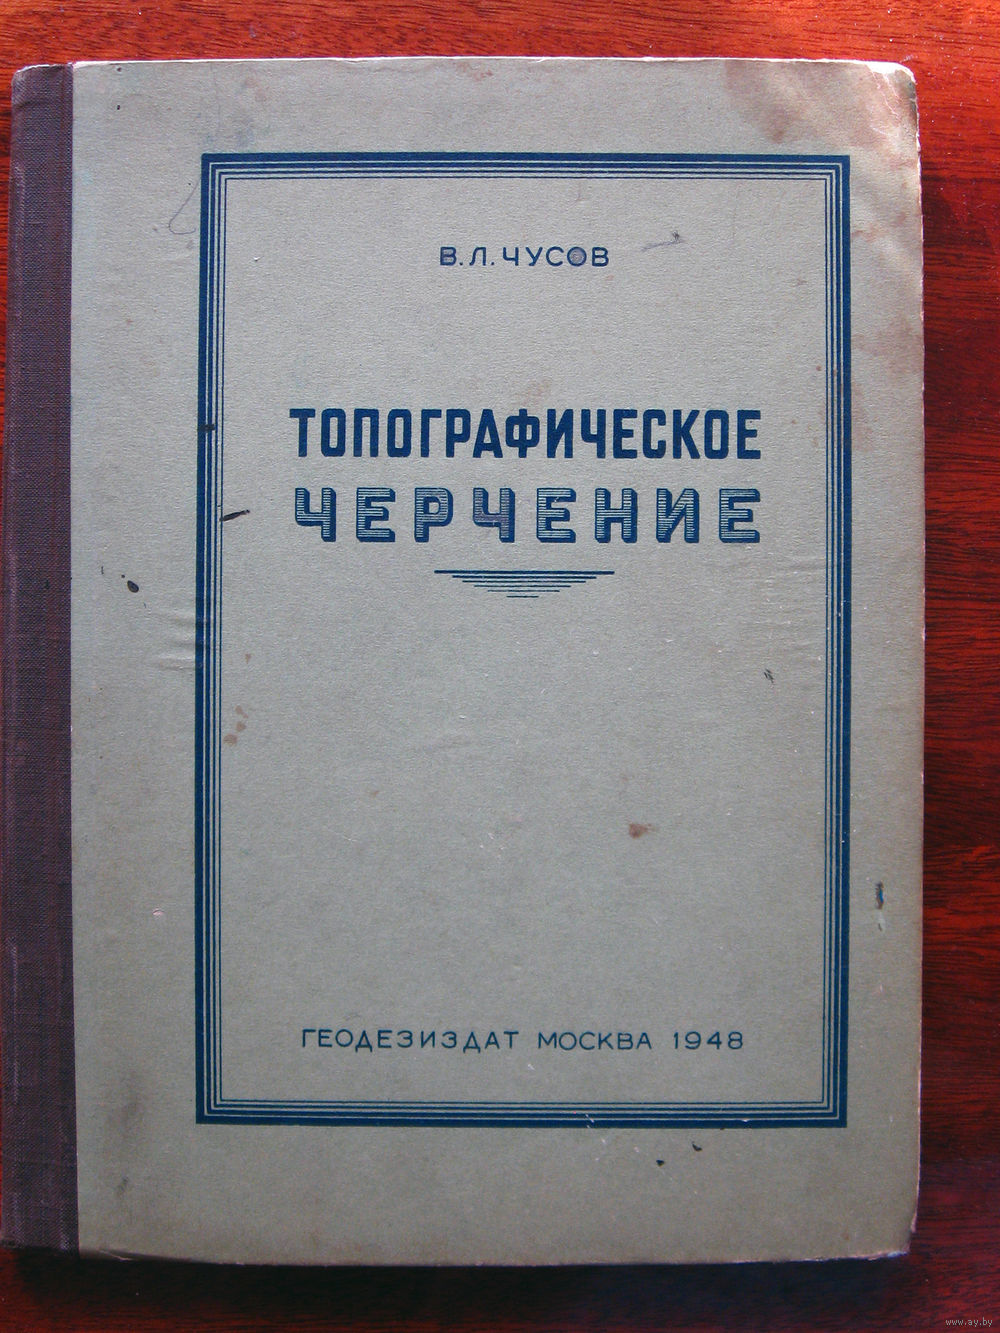 В.Л.ЧУСОВ
ТОПОГРАФИЧЕСКОЕ
ЧЕРЧЕНИЕ
ГЕОДЕЗИЗДАТ МОСКВА 1948
www.ay.by